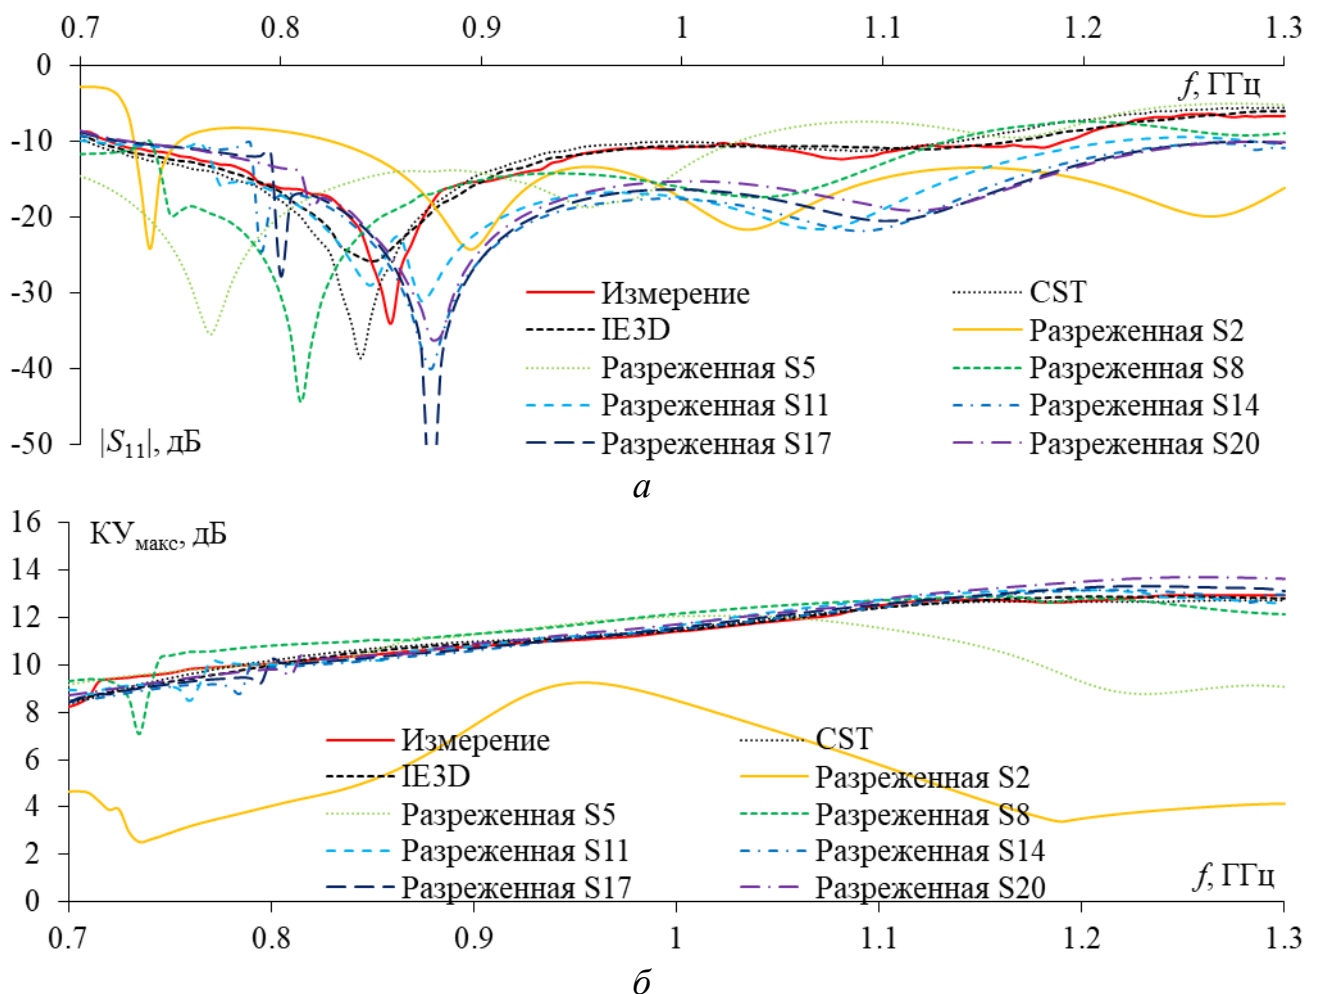 0.7 0.8 0.9 1 1.1 1.2 1.3
0
f, ГГц
-10
-20
-30
Измерение CST
IE3D Разреженная S2
-40
Разреженная S5 Разреженная S8
Разреженная S11 Разреженная S14
-50
|S11|, дБ
Разреженная S17 Разреженная S20
а
16
КУмакс, дБ
14
12
10
8
Измерение CST
6
IE3D Разреженная S2
4
Разреженная S5 Разреженная S8
2
Разреженная S11 Разреженная S14
0
Разреженная S17 Разреженная S20
f, ГГц
0.7 0.8 0.9 1 1.1 1.2 1.3
б